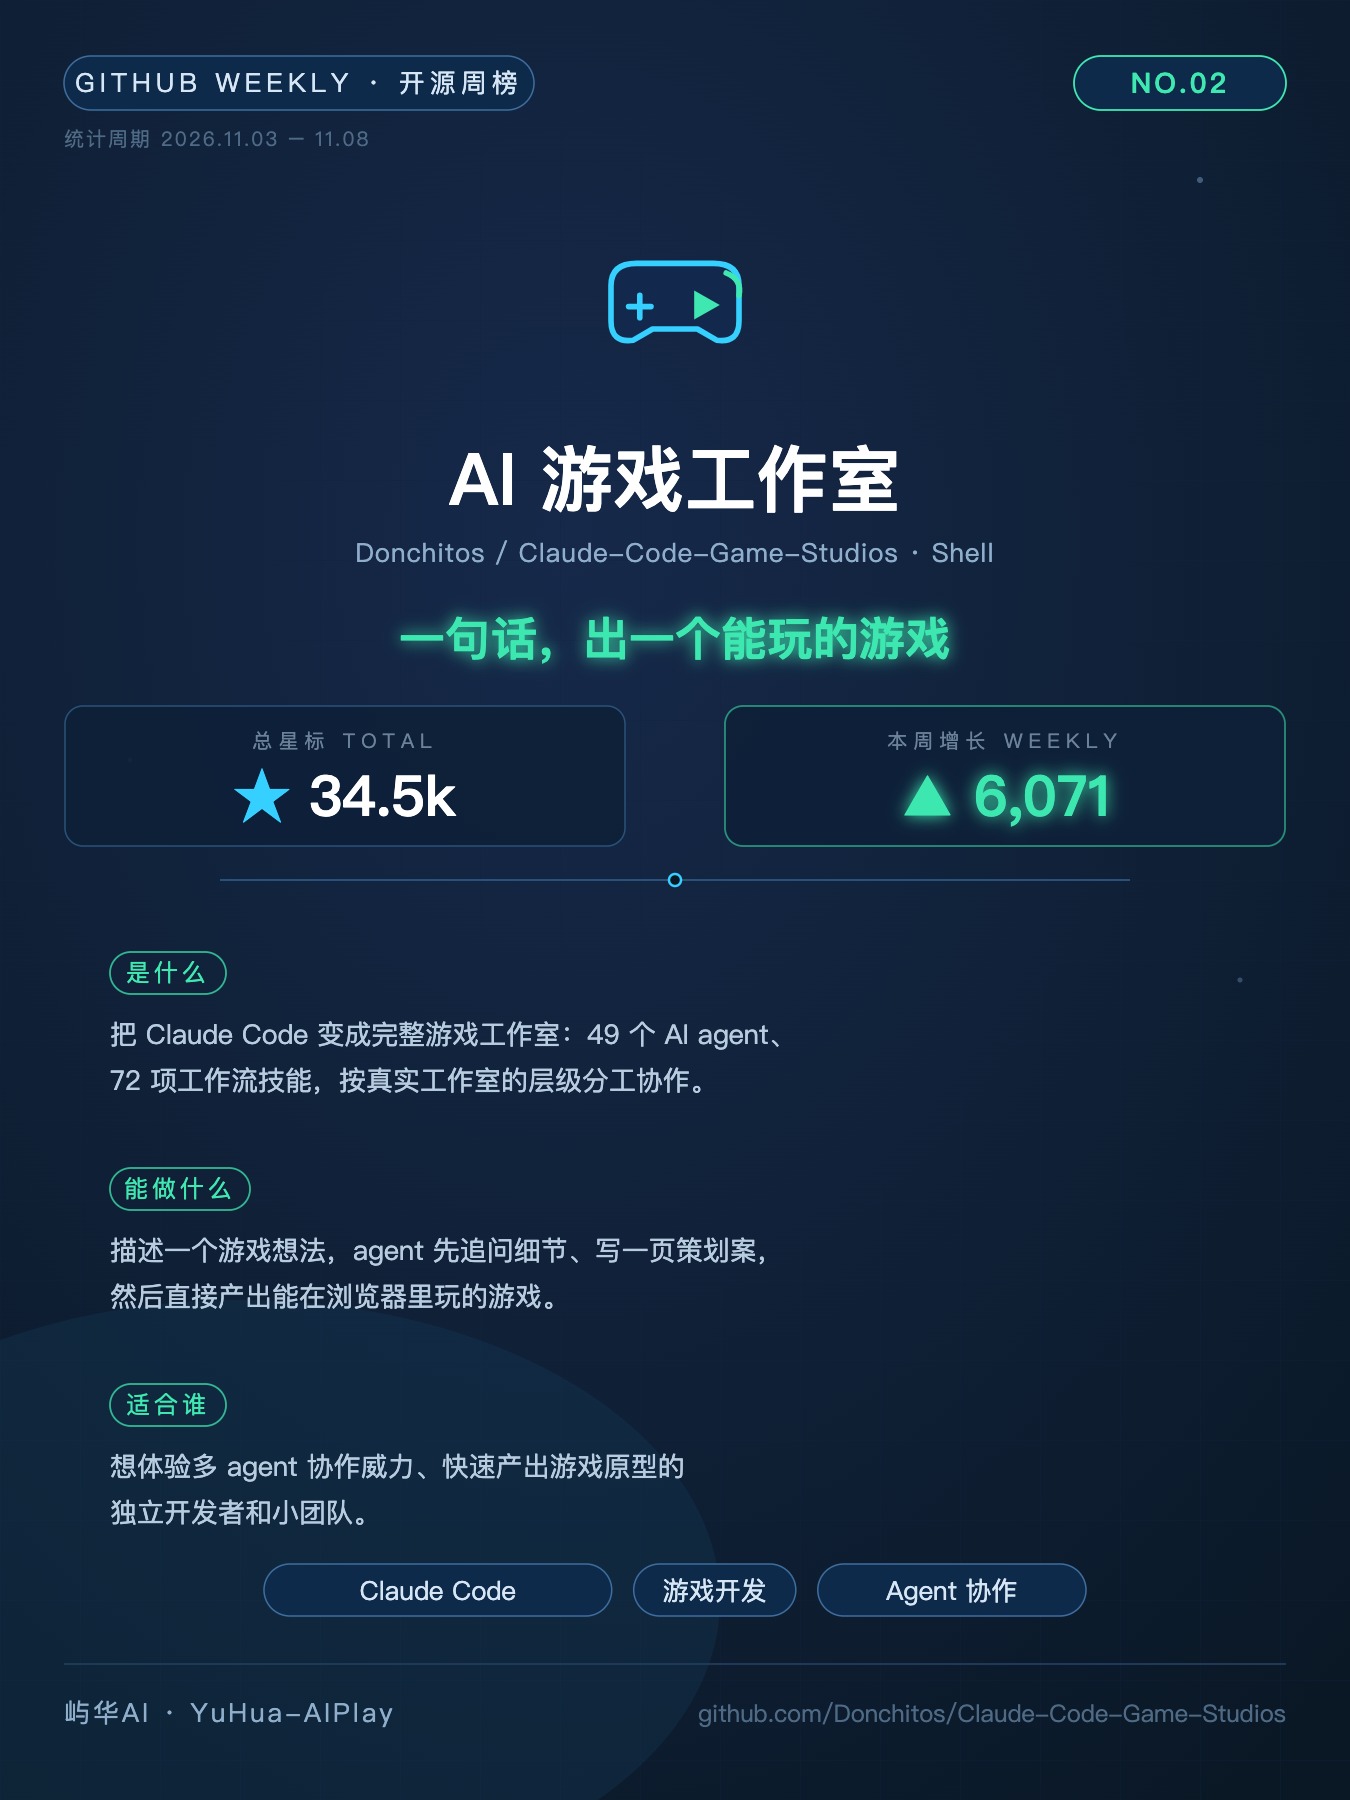 GITHUB WEEKLY · 开源周榜
NO.02
统计周期 2026.11.03 — 11.08
AI 游戏工作室
Donchitos / Claude-Code-Game-Studios · Shell
一句话，出一个能玩的游戏
总星标 TOTAL
★ 34.5k
本周增长 WEEKLY
▲ 6,071
是什么
把 Claude Code 变成完整游戏工作室：49 个 AI agent、
72 项工作流技能，按真实工作室的层级分工协作。
能做什么
描述一个游戏想法，agent 先追问细节、写一页策划案，
然后直接产出能在浏览器里玩的游戏。
适合谁
想体验多 agent 协作威力、快速产出游戏原型的
独立开发者和小团队。
Claude Code
游戏开发
Agent 协作
屿华AI · YuHua-AIPlay
github.com/Donchitos/Claude-Code-Game-Studios